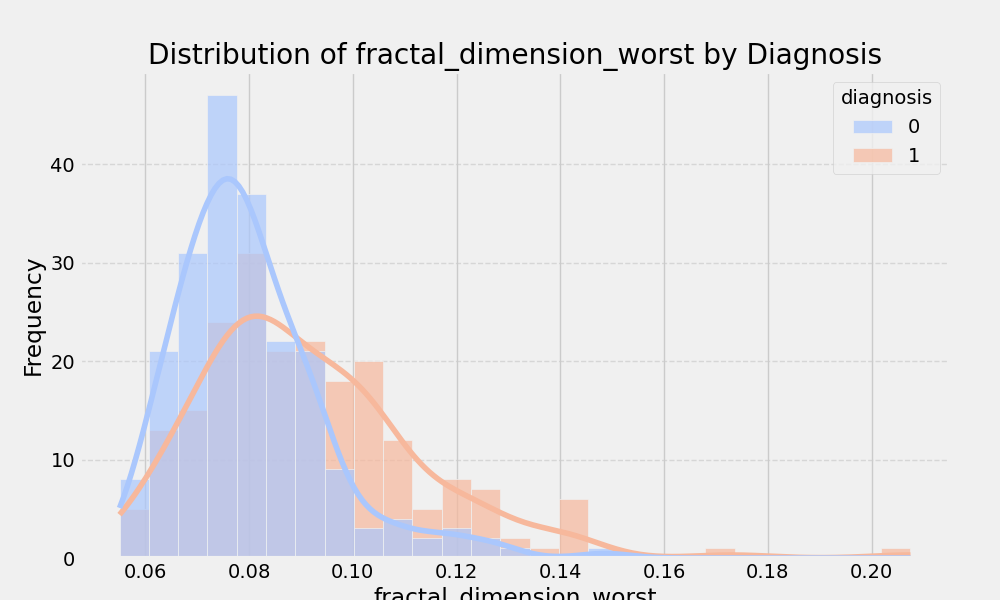 Distribution of fractal_dimension_worst by Diagnosis
diagnosis
0
1
Frequency
40
30
20
10
0
0.06 0.08 0.10 0.12 0.14 0.16 0.18 0.20
fractal_dimension_worst